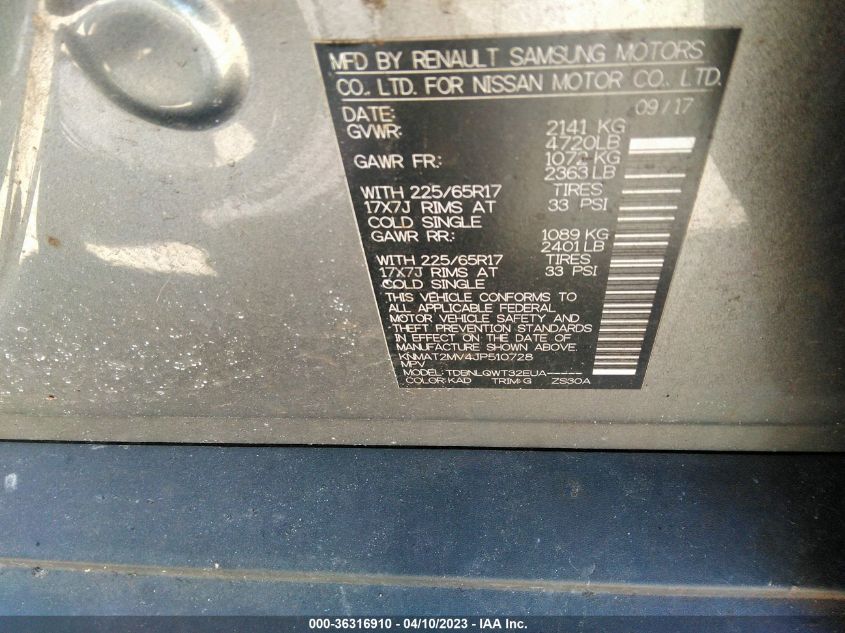 MFD BY RENAULT SAMSUNG MOTORS
CO., LTD. FOR NISSAN MOTOR CO., LTD.
DATE: 09/17
GVWR: 2141 KG
4720LB
GAWR FR: 1072 KG
2363 LB
WITH 225/65R17 TIRES
17X7J RIMS AT 33 PSI
COLD SINGLE
GAWR RR: 1089 KG
2401LB
WITH 225/65R17 TIRES
17X7J RIMS AT 33 PSI
COLD SINGLE
THIS VEHICLE CONFORMS TO
ALL APPLICABLE FEDERAL
MOTOR VEHICLE SAFETY AND
THEFT PREVENTION STANDARDS
IN EFFECT ON THE DATE OF
MANUFACTURE SHOWN ABOVE.
KNMAT2MV4JP510728
MPV
MODEL: TDBNLQWT32EUA-----
COLOR: KAD TRIM: G ZS30A
000-36316910 - 04/10/2023 - IAA Inc.